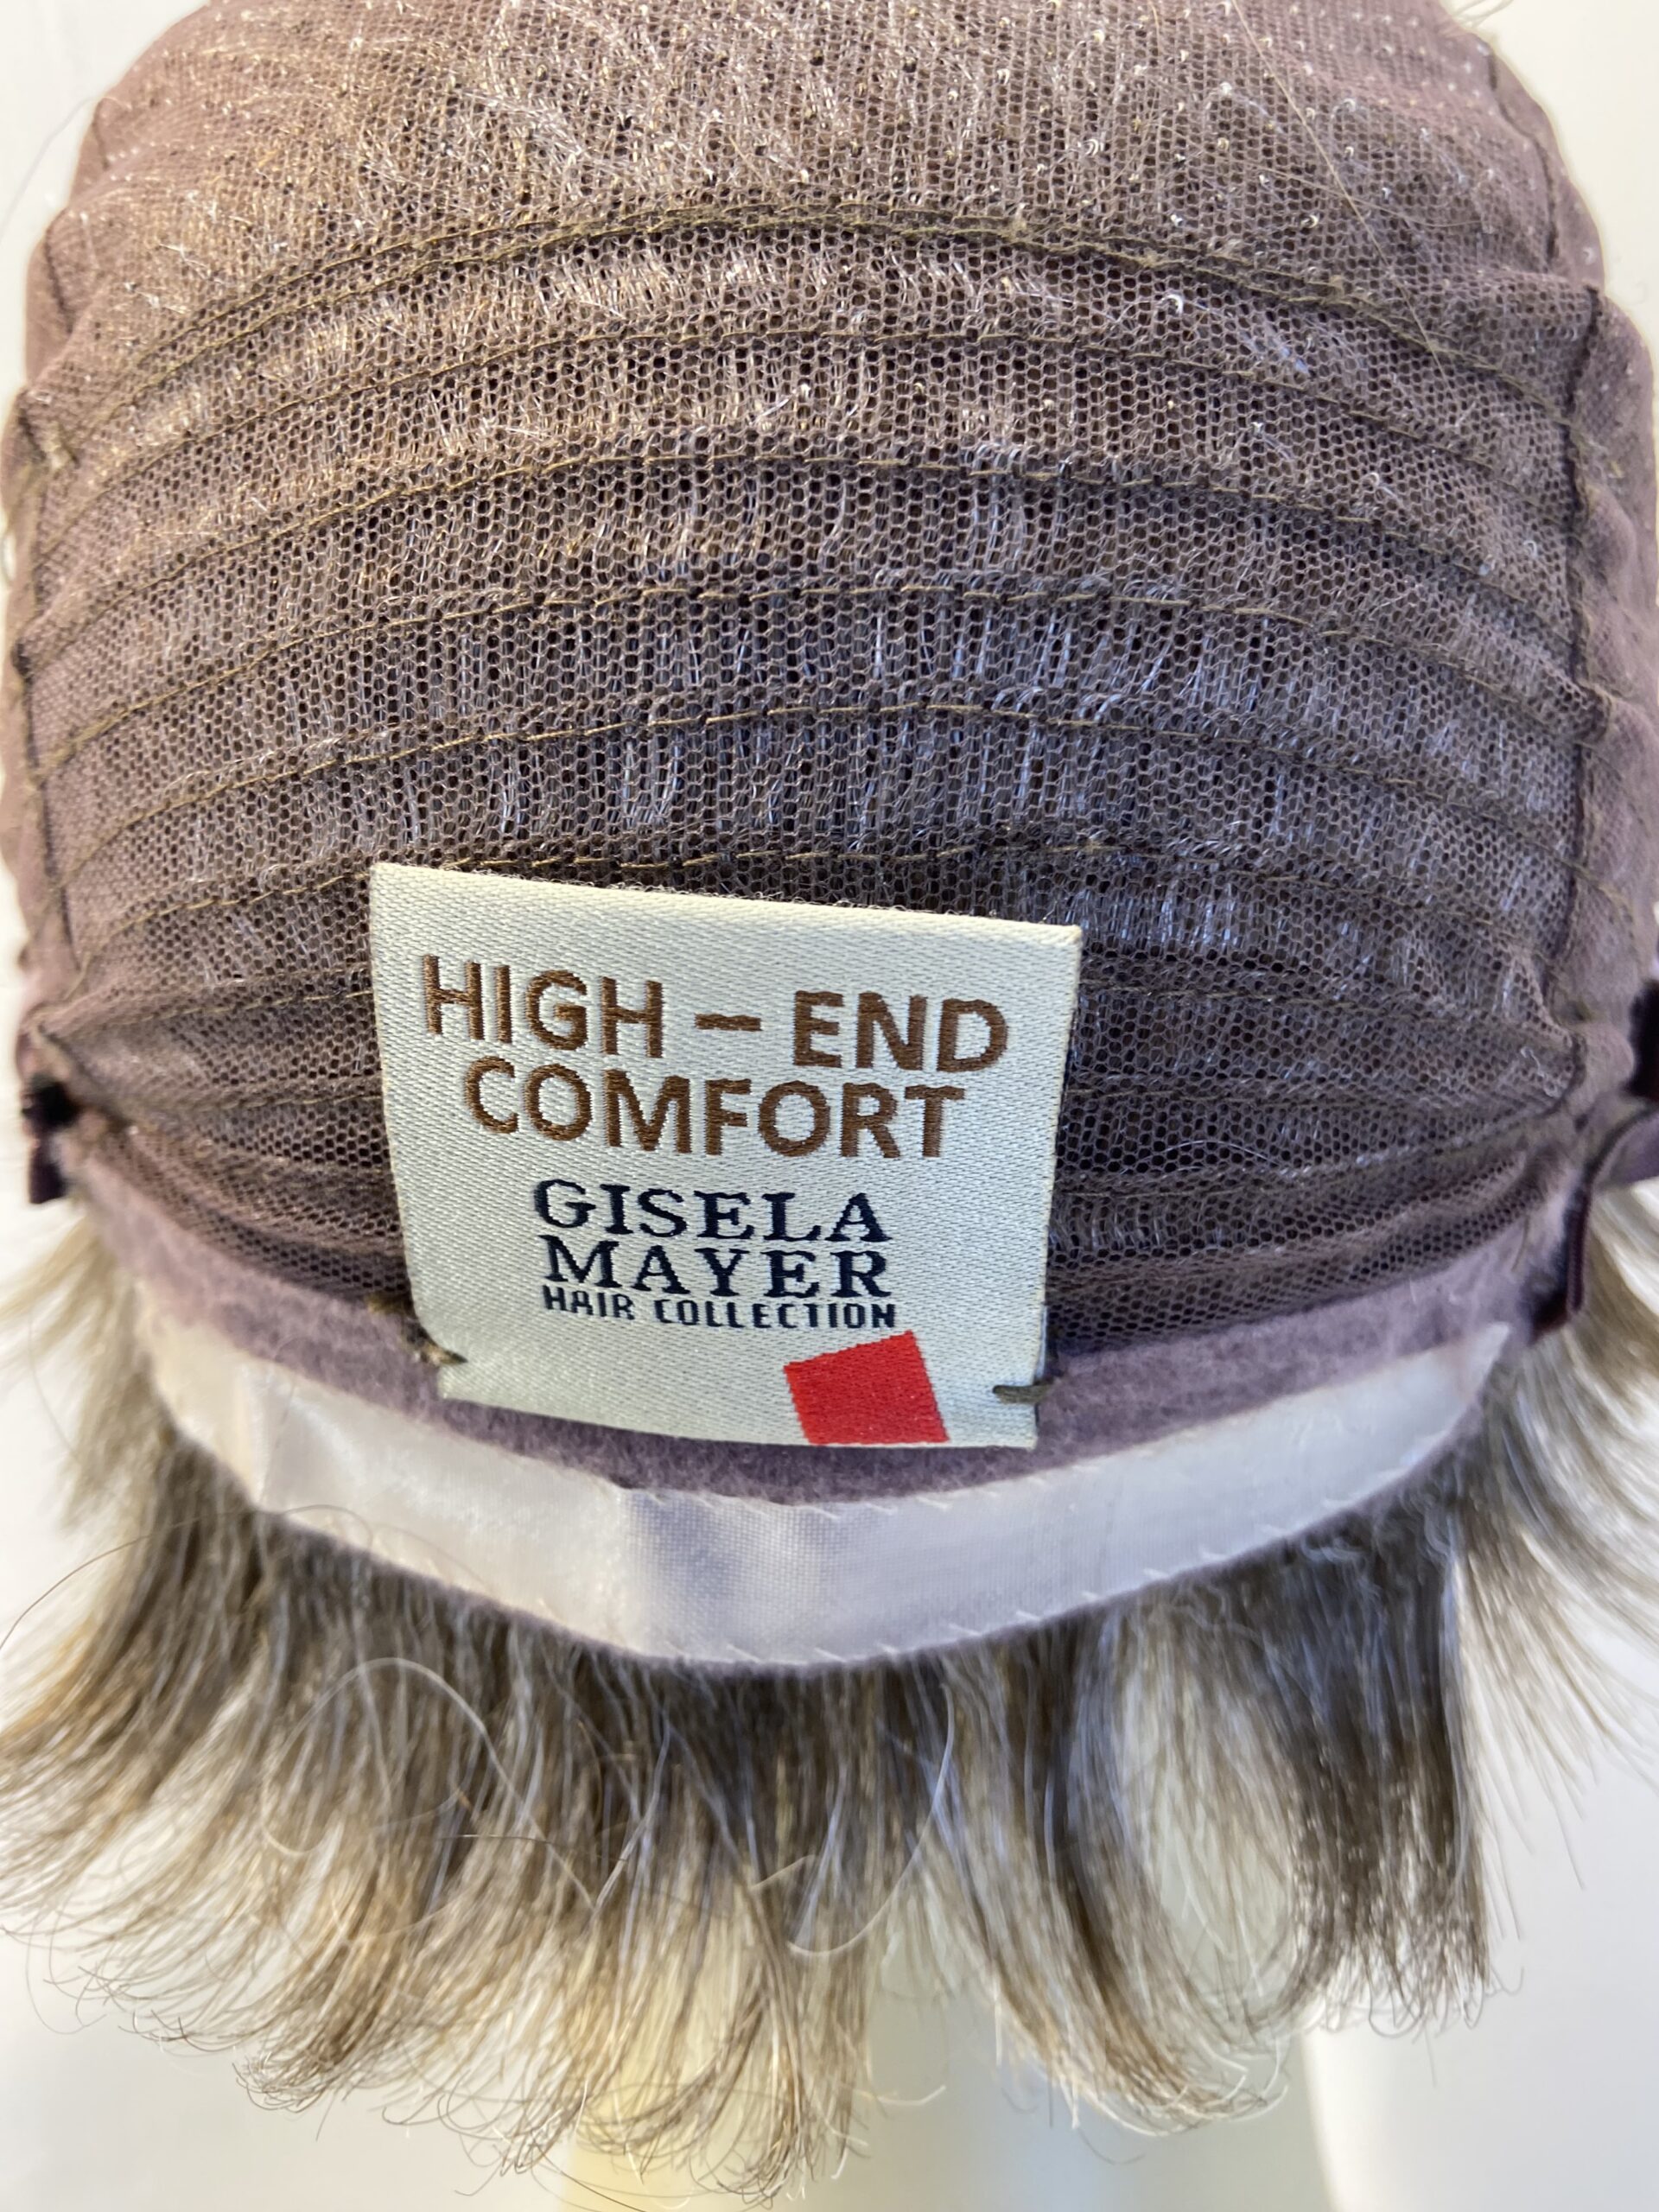 HIGH – END
COMFORT
GISELA
MAYER
HAIR COLLECTION